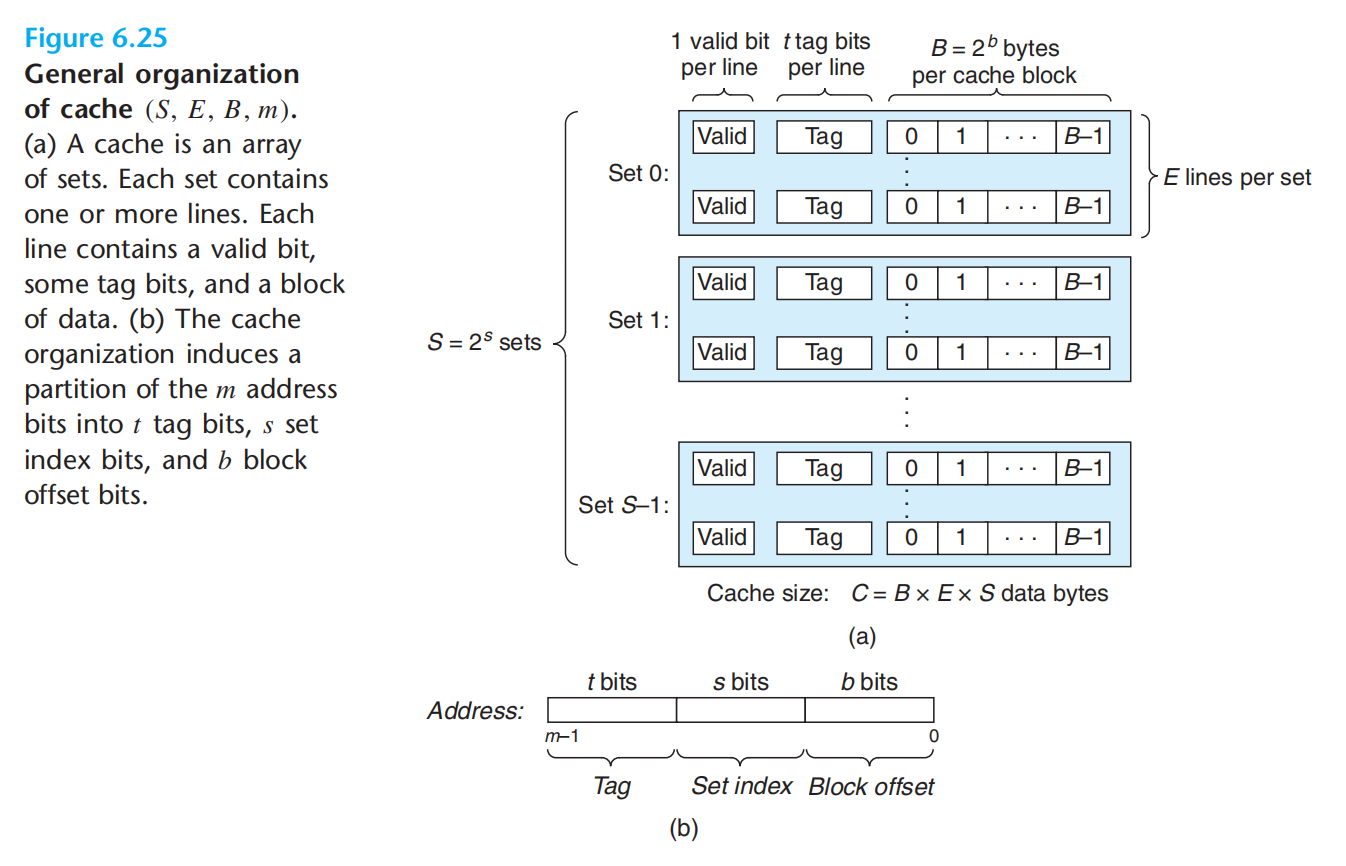 Figure 6.25
General organization
of cache (S, E, B, m).
(a) A cache is an array
of sets. Each set contains
one or more lines. Each
line contains a valid bit,
some tag bits, and a block
of data. (b) The cache
organization induces a
partition of the m address
bits into t tag bits, s set
index bits, and b block
offset bits.
1 valid bit
per line
t tag bits
per line
B = 2^b bytes
per cache block
S = 2^s sets
Set 0:
Valid Tag 0 1 · · · B–1
Valid Tag 0 1 · · · B–1
E lines per set
Set 1:
Valid Tag 0 1 · · · B–1
Valid Tag 0 1 · · · B–1
Set S–1:
Valid Tag 0 1 · · · B–1
Valid Tag 0 1 · · · B–1
Cache size: C = B × E × S data bytes
(a)
t bits s bits b bits
Address:
m–1 0
Tag Set index Block offset
(b)